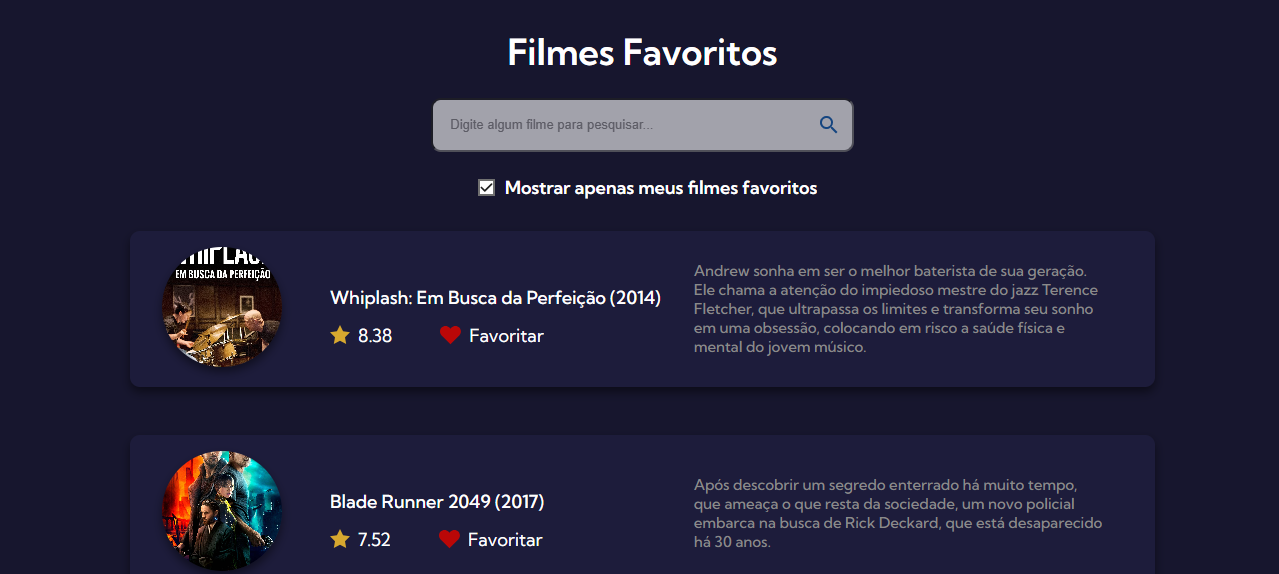 Filmes Favoritos
Digite algum filme para pesquisar...
Mostrar apenas meus filmes favoritos
EM BUSCA DA PERFEIÇÃO
Whiplash: Em Busca da Perfeição (2014)
8.38
Favoritar
Andrew sonha em ser o melhor baterista de sua geração.
Ele chama a atenção do impiedoso mestre do jazz Terence
Fletcher, que ultrapassa os limites e transforma seu sonho
em uma obsessão, colocando em risco a saúde física e
mental do jovem músico.
Blade Runner 2049 (2017)
7.52
Favoritar
Após descobrir um segredo enterrado há muito tempo,
que ameaça o que resta da sociedade, um novo policial
embarca na busca de Rick Deckard, que está desaparecido
há 30 anos.